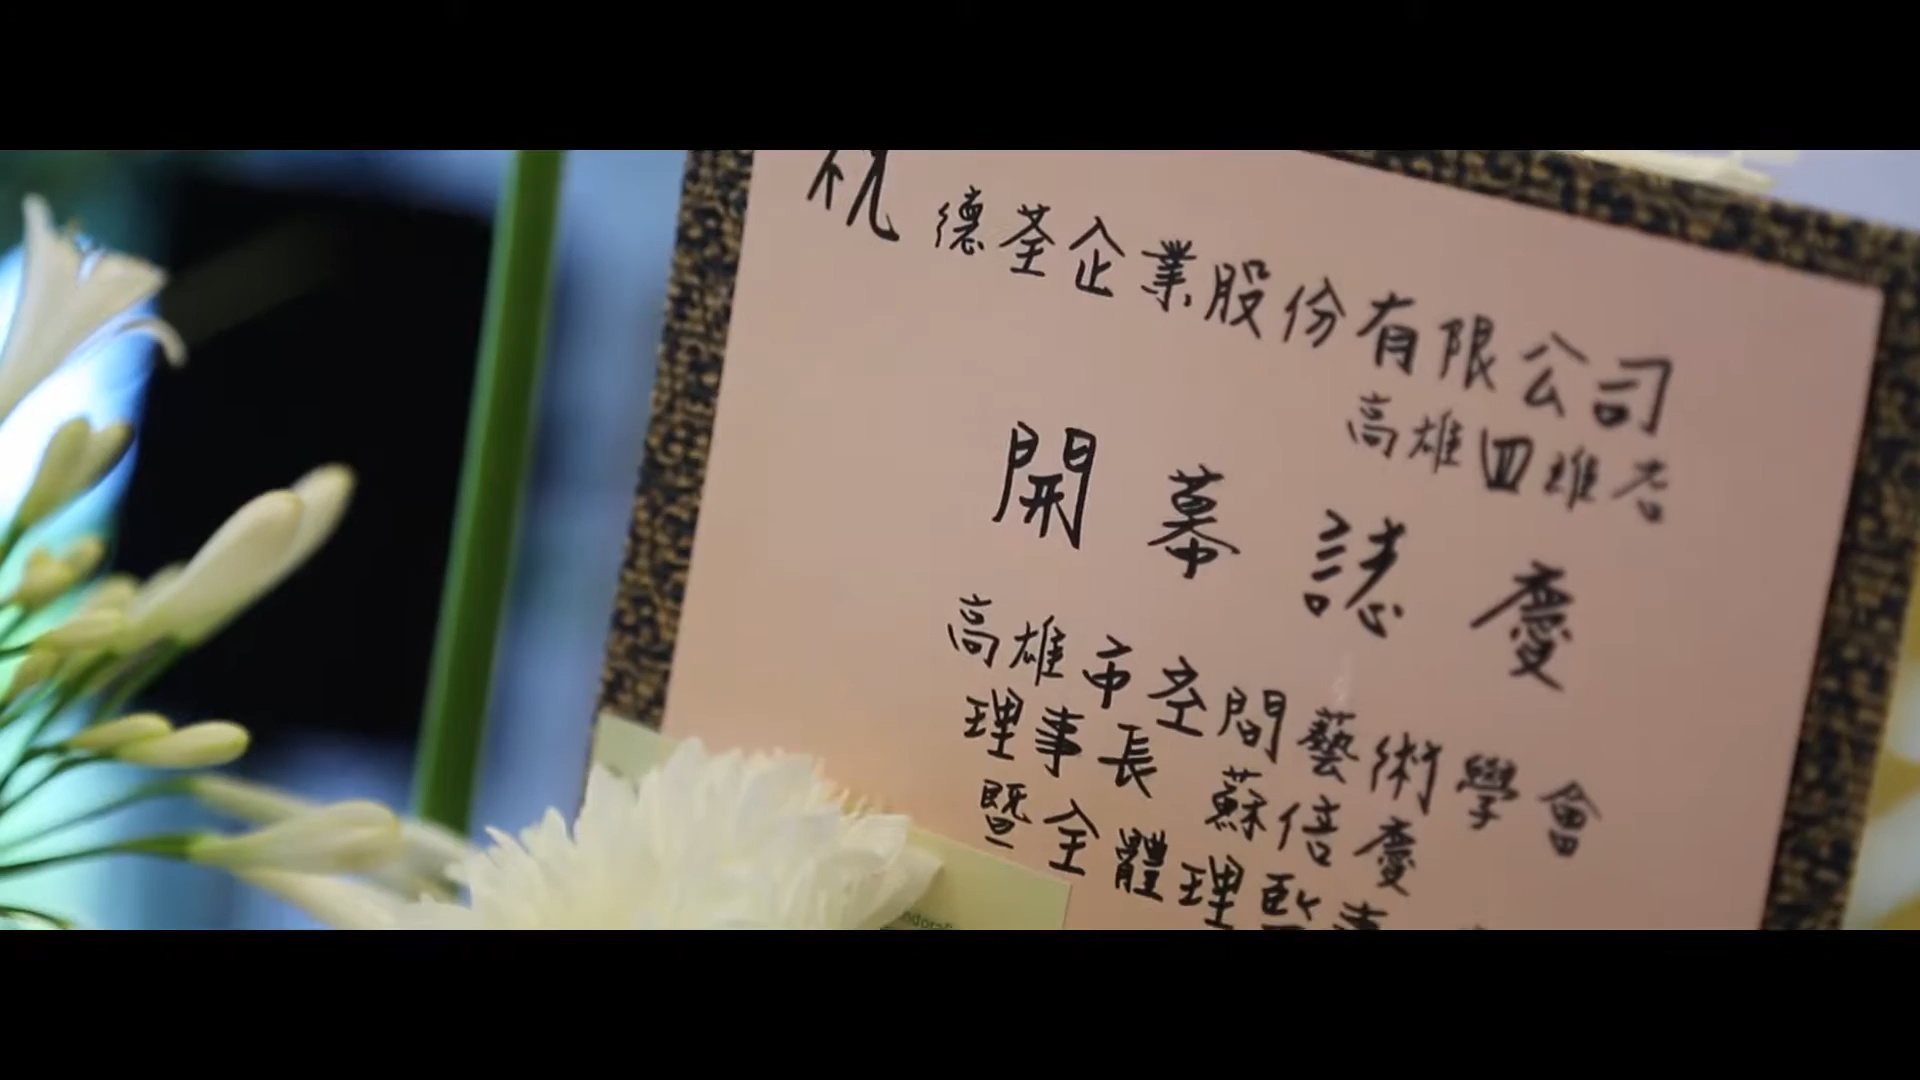 祝 德荃企業股份有限公司
高雄四維店
開幕誌慶
高雄市空間藝術學會
理事長 蘇倍慶
暨全體理監事